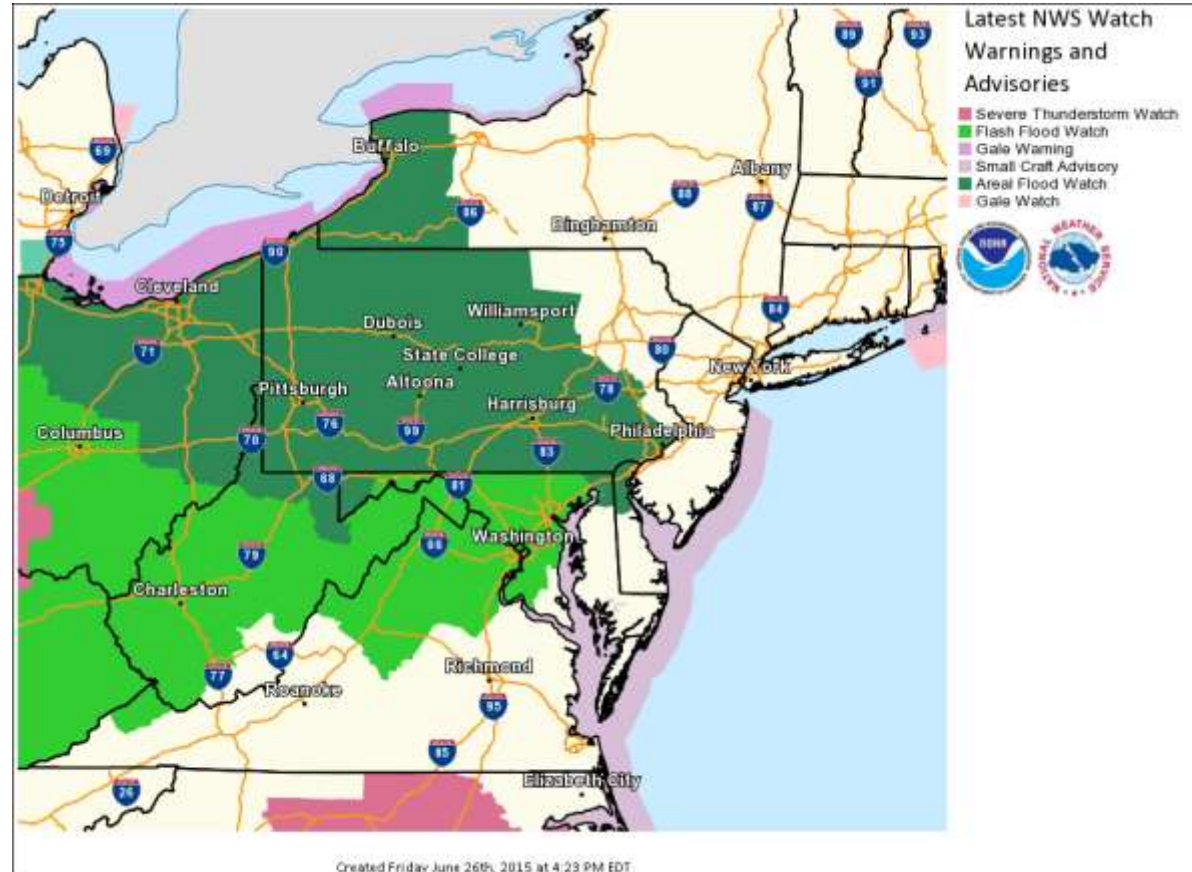 Latest NWS Watch
Warnings and
Advisories
Severe Thunderstorm Watch
Flash Flood Watch
Gale Warning
Small Craft Advisory
Areal Flood Watch
Gale Watch
NOAA
NATIONAL WEATHER SERVICE
89
93
91
69
Buffalo
Detroit
Albany
88
87
86
Binghamton
75
90
Cleveland
84
Williamsport
Dubois
71
State College
80
New York
Pittsburgh
Altoona
78
Harrisburg
76
99
Philadelphia
Columbus
70
83
68
81
Washington
66
79
Charleston
64
Richmond
77
Roanoke
95
85
Elizabeth City
26
Created Friday June 26th, 2015 at 4:23 PM EDT